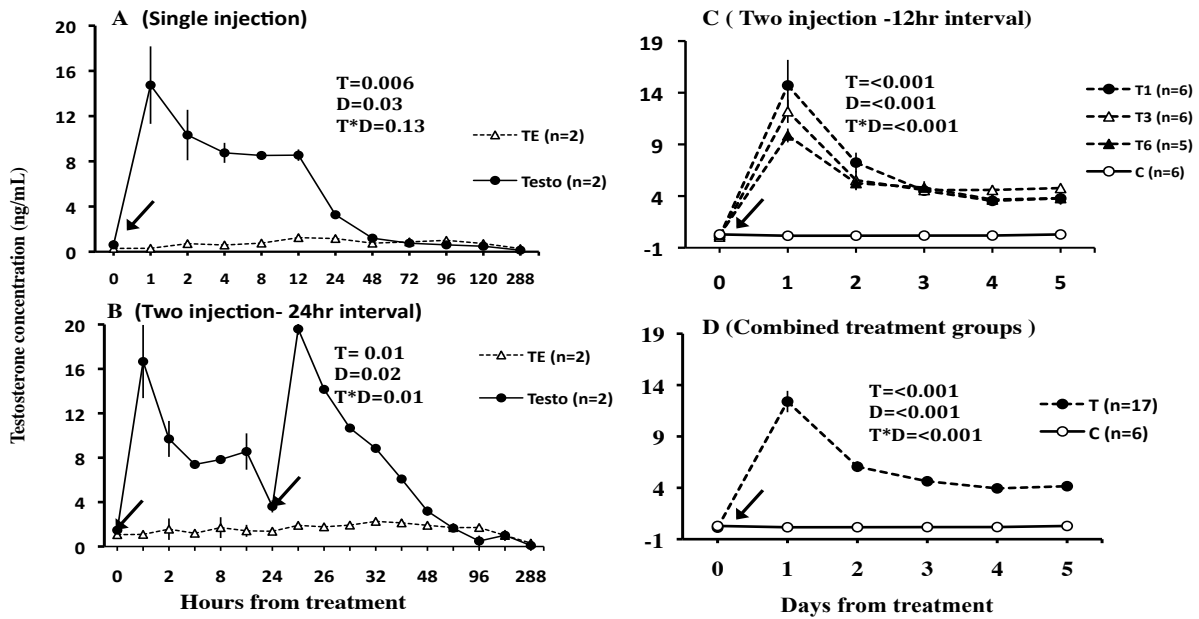 A (Single injection)
20
16
12
8
4
0
T=0.006
D=0.03
T*D=0.13
TE (n=2)
Testo (n=2)
0 1 2 4 8 12 24 48 72 96 120 288
B (Two injection- 24hr interval)
20
16
12
8
4
0
T= 0.01
D=0.02
T*D=0.01
TE (n=2)
Testo (n=2)
0 2 8 24 26 32 48 96 288
Hours from treatment
Testosterone concentration (ng/mL)
C ( Two injection -12hr interval)
19
14
9
4
-1
T=<0.001
D=<0.001
T*D=<0.001
T1 (n=6)
T3 (n=6)
T6 (n=5)
C (n=6)
0 1 2 3 4 5
D (Combined treatment groups )
19
14
9
4
-1
T=<0.001
D=<0.001
T*D=<0.001
T (n=17)
C (n=6)
0 1 2 3 4 5
Days from treatment